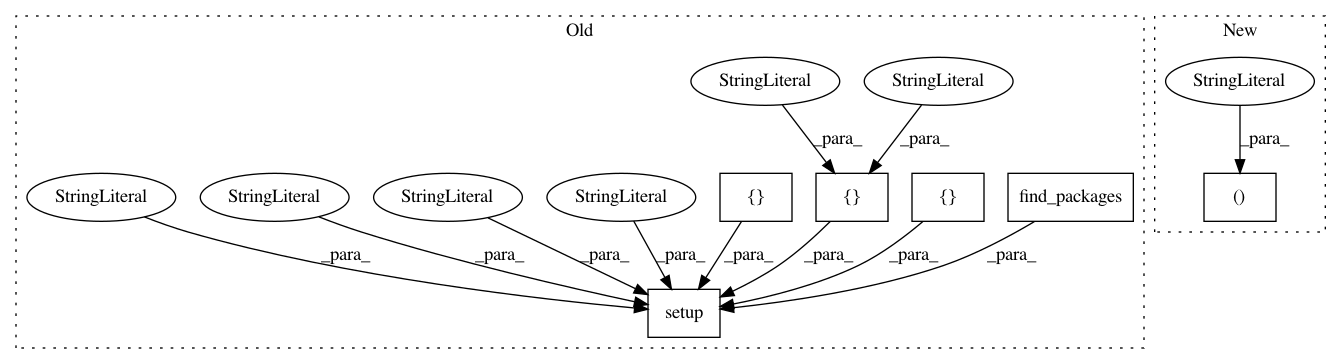 Old
New
StringLiteral
StringLiteral
StringLiteral
_para_
_para_
_para_
StringLiteral
StringLiteral
StringLiteral
StringLiteral
{}
{}
{}
find_packages
()
_para_
_para_
_para_
_para_
_para_
_para_
_para_
_para_
setup